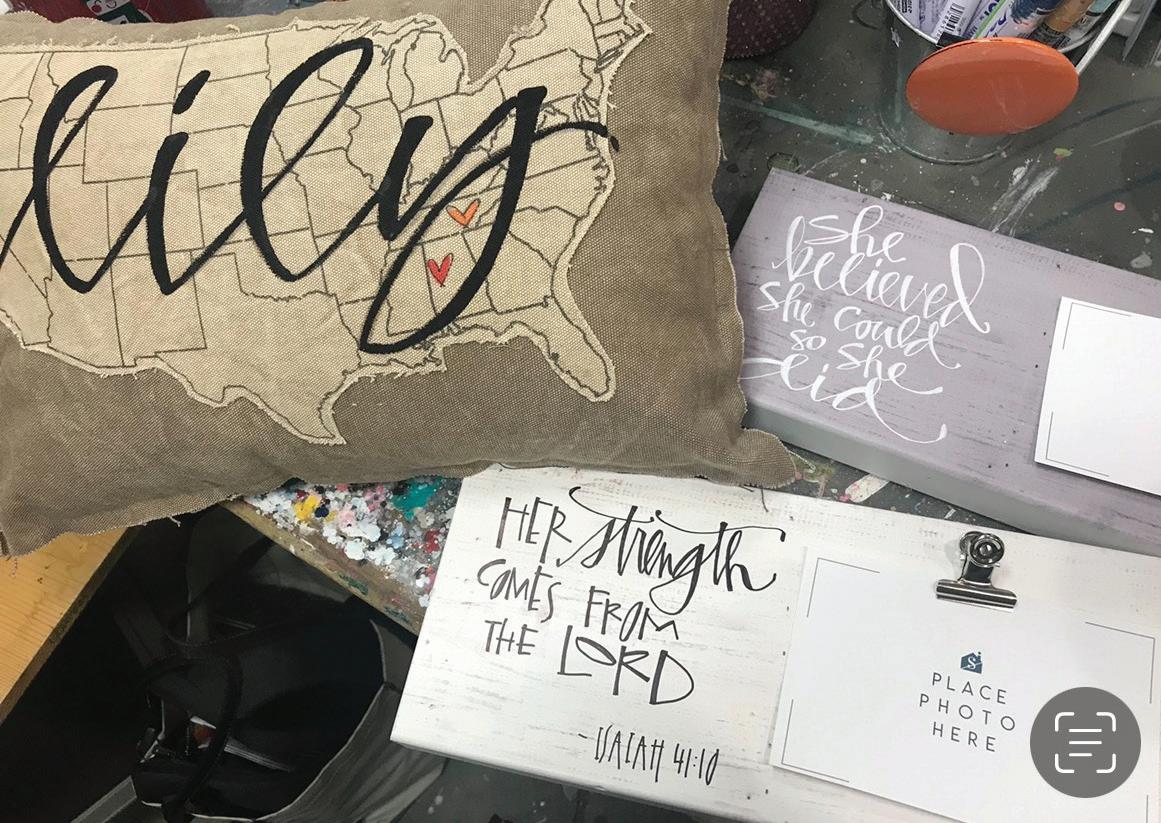 lily
she
believed
she could
so she
did
HER strength
COMES FROM
THE LORD
-ISAIAH 41:10
PLACE
PHOTO
HERE